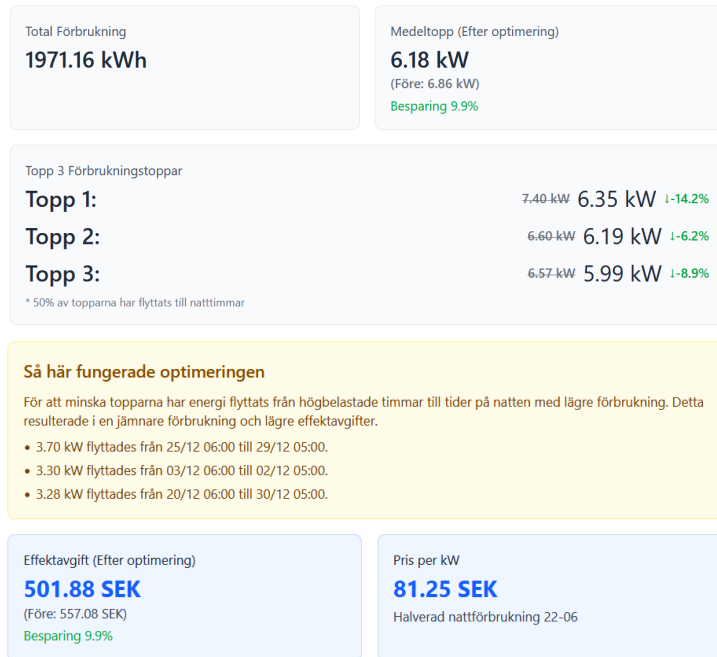 Total Förbrukning
1971.16 kWh
Medeltopp (Efter optimering)
6.18 kW
(Före: 6.86 kW)
Besparing 9.9%
Topp 3 Förbrukningstoppar
Topp 1: 7.40 kW 6.35 kW ↓-14.2%
Topp 2: 6.60 kW 6.19 kW ↓-6.2%
Topp 3: 6.57 kW 5.99 kW ↓-8.9%
* 50% av topparna har flyttats till natttimmar
Så här fungerade optimeringen
För att minska topparna har energi flyttats från högbelastade timmar till tider på natten med lägre förbrukning. Detta
resulterade i en jämnare förbrukning och lägre effektavgifter.
• 3.70 kW flyttades från 25/12 06:00 till 29/12 05:00.
• 3.30 kW flyttades från 03/12 06:00 till 02/12 05:00.
• 3.28 kW flyttades från 20/12 06:00 till 30/12 05:00.
Effektavgift (Efter optimering)
501.88 SEK
(Före: 557.08 SEK)
Besparing 9.9%
Pris per kW
81.25 SEK
Halverad nattförbrukning 22-06